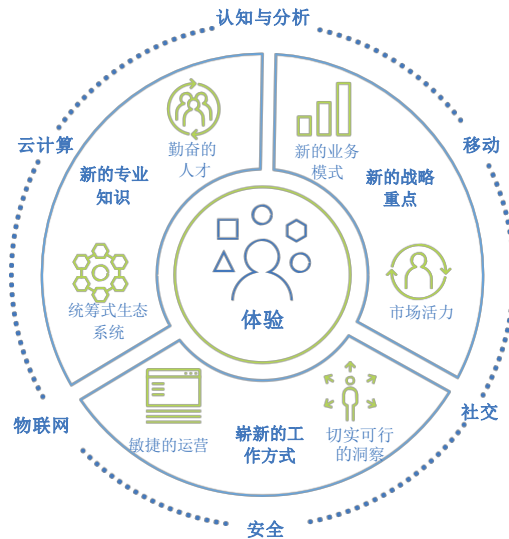 认知与分析
云计算
移动
勤奋的
人才
新的业务
模式
新的专业
知识
新的战略
重点
统筹式生态
系统
体验
市场活力
物联网
社交
敏捷的运营
崭新的工
作方式
切实可行
的洞察
安全